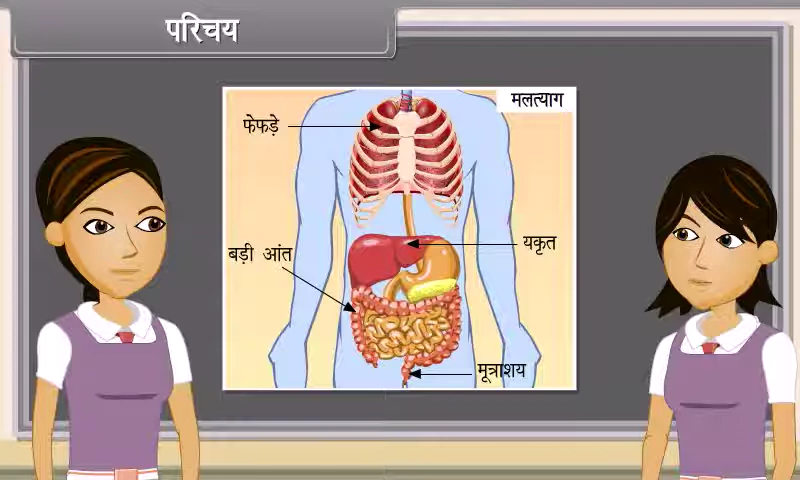 परिचय
मलत्याग
फेफड़े
यकृत
बड़ी आंत
मूत्राशय